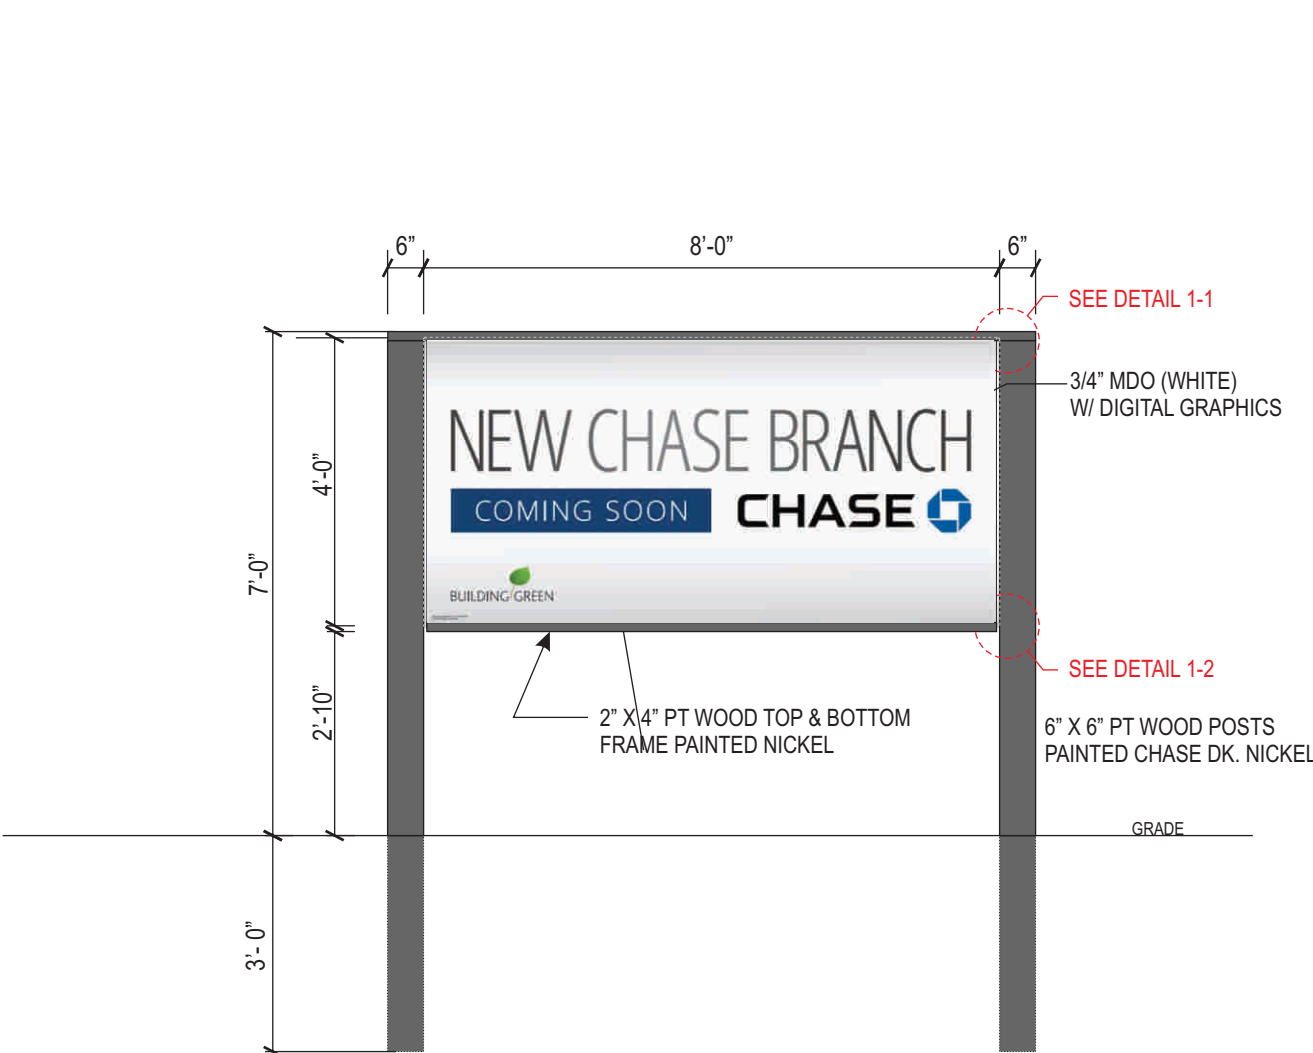 6” 8’-0” 6”
SEE DETAIL 1-1
3/4” MDO (WHITE)
W/ DIGITAL GRAPHICS
NEW CHASE BRANCH
4’-0”
COMING SOON CHASE
7’-0”
BUILDING GREEN
SEE DETAIL 1-2
2’-10”
2” X 4” PT WOOD TOP & BOTTOM
FRAME PAINTED NICKEL
6” X 6” PT WOOD POSTS
PAINTED CHASE DK. NICKEL
GRADE
3’- 0”